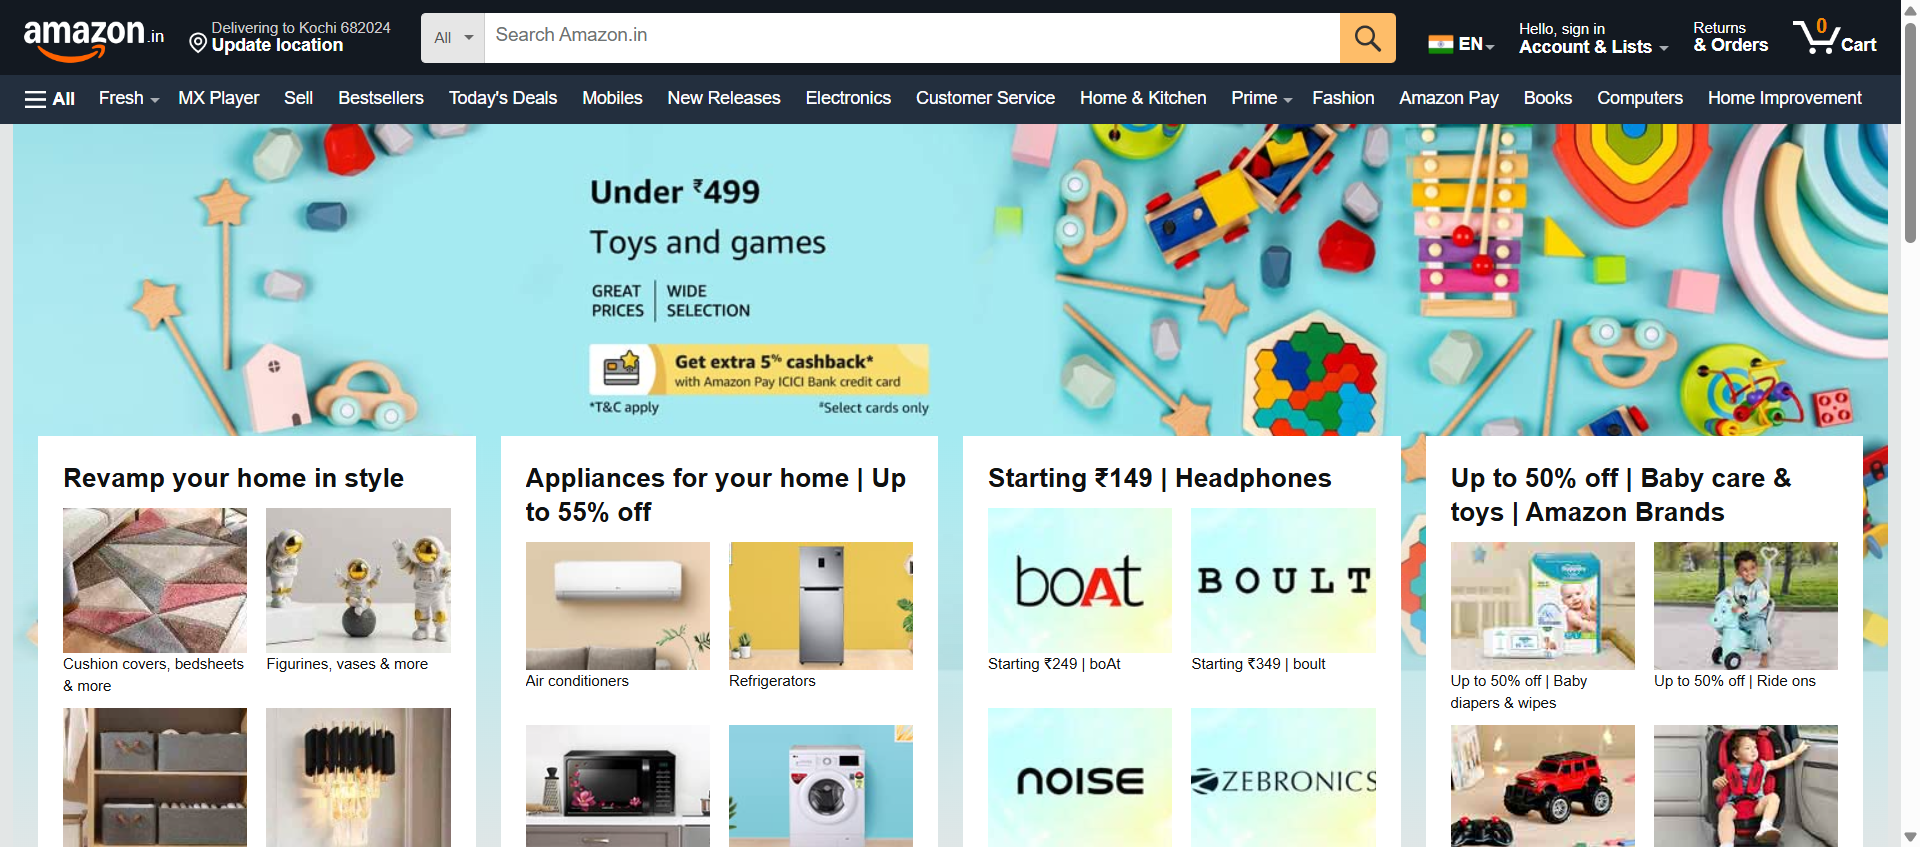 amazon.in
Delivering to Kochi 682024
Update location
All
Search Amazon.in
EN
Hello, sign in
Account & Lists
Returns
& Orders
0
Cart
All
Fresh
MX Player
Sell
Bestsellers
Today's Deals
Mobiles
New Releases
Electronics
Customer Service
Home & Kitchen
Prime
Fashion
Amazon Pay
Books
Computers
Home Improvement
Under ₹499
Toys and games
GREAT PRICES
WIDE SELECTION
Get extra 5% cashback*
with Amazon Pay ICICI Bank credit card
*T&C apply
*Select cards only
Revamp your home in style
Cushion covers, bedsheets
& more
Figurines, vases & more
Appliances for your home | Up
to 55% off
Air conditioners
Refrigerators
Starting ₹149 | Headphones
boAt
BOULT
Starting ₹249 | boAt
Starting ₹349 | boult
noise
ZEBRONICS
Up to 50% off | Baby care &
toys | Amazon Brands
Up to 50% off | Baby
diapers & wipes
Up to 50% off | Ride ons